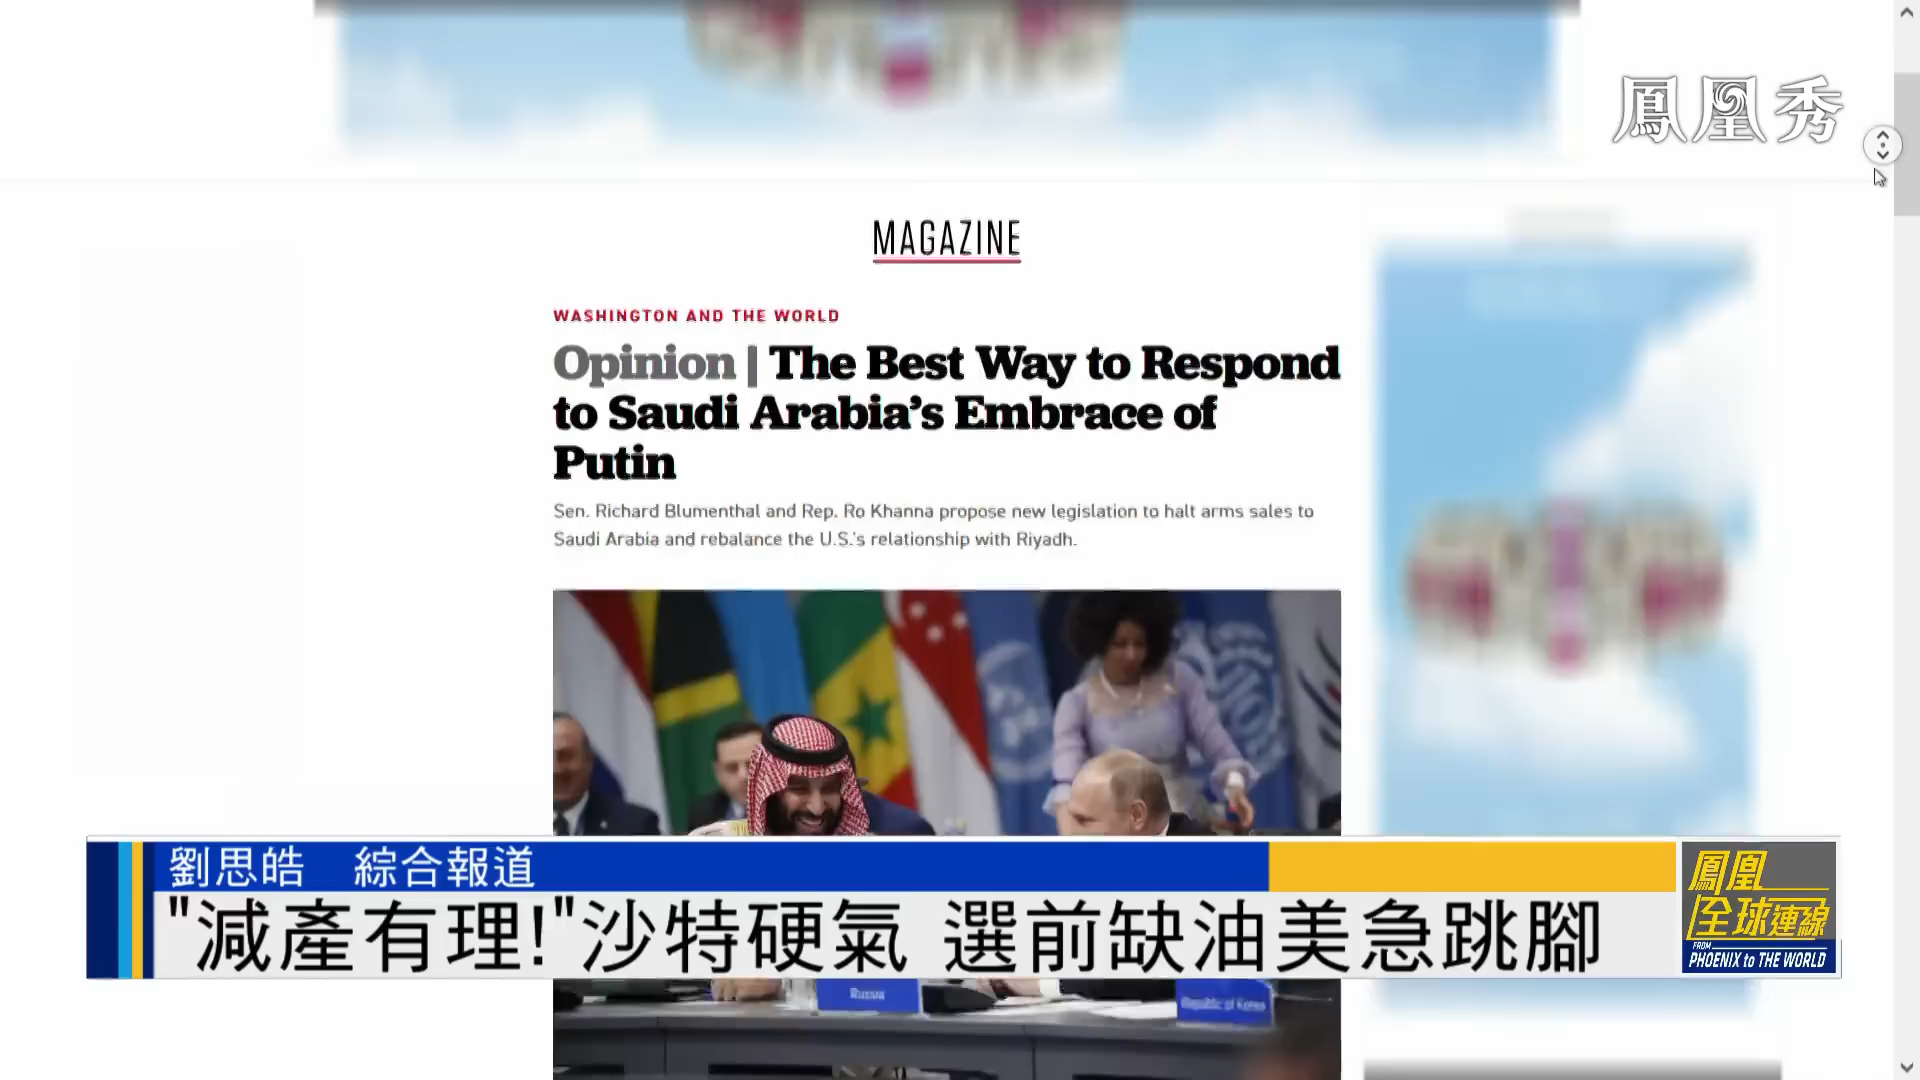 鳳凰秀
MAGAZINE
WASHINGTON AND THE WORLD
Opinion | The Best Way to Respond
to Saudi Arabia’s Embrace of
Putin
Sen. Richard Blumenthal and Rep. Ro Khanna propose new legislation to halt arms sales to
Saudi Arabia and rebalance the U.S.'s relationship with Riyadh.
劉思皓 綜合報道
"減產有理!"沙特硬氣 選前缺油美急跳腳
鳳凰
全球連線
FROM
PHOENIX to THE WORLD
Russia
Republic of Korea